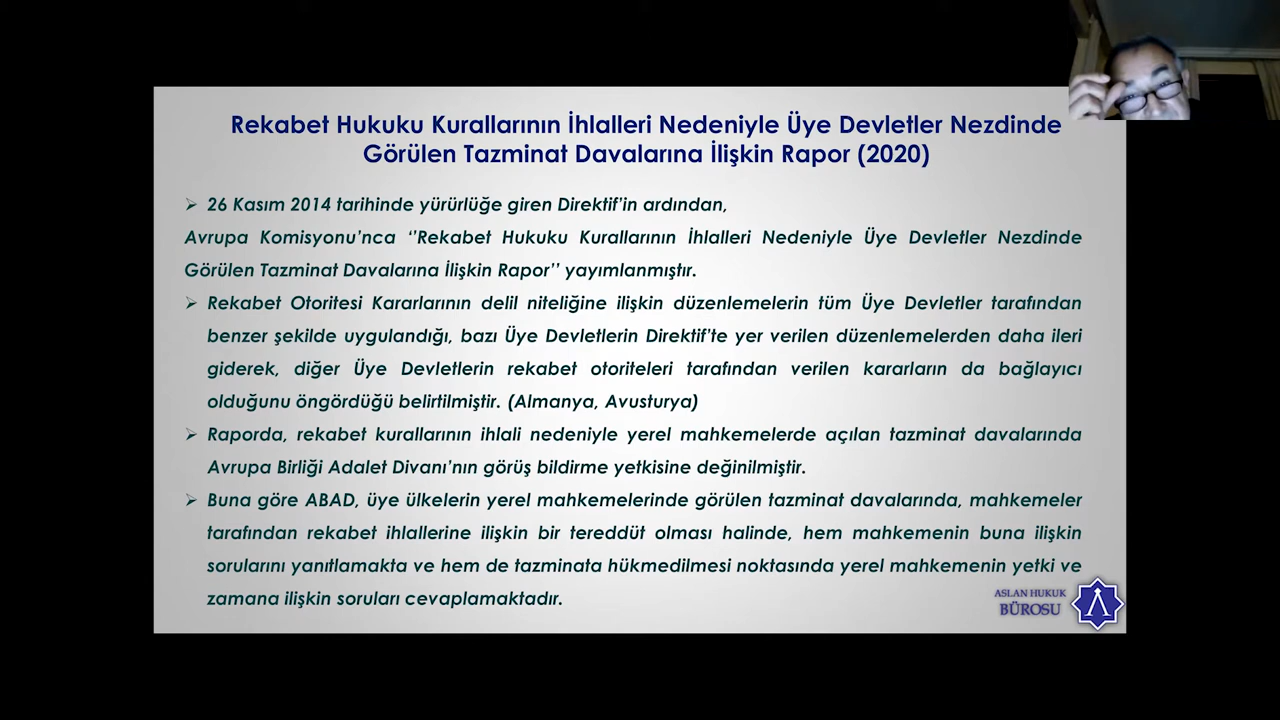 Rekabet Hukuku Kurallarının İhlalleri Nedeniyle Üye Devletler Nezdinde
Görülen Tazminat Davalarına İlişkin Rapor (2020)
➢ 26 Kasım 2014 tarihinde yürürlüğe giren Direktif'in ardından,
Avrupa Komisyonu'nca ‘’Rekabet Hukuku Kurallarının İhlalleri Nedeniyle Üye Devletler Nezdinde
Görülen Tazminat Davalarına İlişkin Rapor’’ yayımlanmıştır.
➢ Rekabet Otoritesi Kararlarının delil niteliğine ilişkin düzenlemelerin tüm Üye Devletler tarafından
benzer şekilde uygulandığı, bazı Üye Devletlerin Direktif'te yer verilen düzenlemelerden daha ileri
giderek, diğer Üye Devletlerin rekabet otoriteleri tarafından verilen kararların da bağlayıcı
olduğunu öngördüğü belirtilmiştir. (Almanya, Avusturya)
➢ Raporda, rekabet kurallarının ihlali nedeniyle yerel mahkemelerde açılan tazminat davalarında
Avrupa Birliği Adalet Divanı'nın görüş bildirme yetkisine değinilmiştir.
➢ Buna göre ABAD, üye ülkelerin yerel mahkemelerinde görülen tazminat davalarında, mahkemeler
tarafından rekabet ihlallerine ilişkin bir tereddüt olması halinde, hem mahkemenin buna ilişkin
sorularını yanıtlamakta ve hem de tazminata hükmedilmesi noktasında yerel mahkemenin yetki ve
zamana ilişkin soruları cevaplamaktadır.
ASLAN HUKUK
BÜROSU